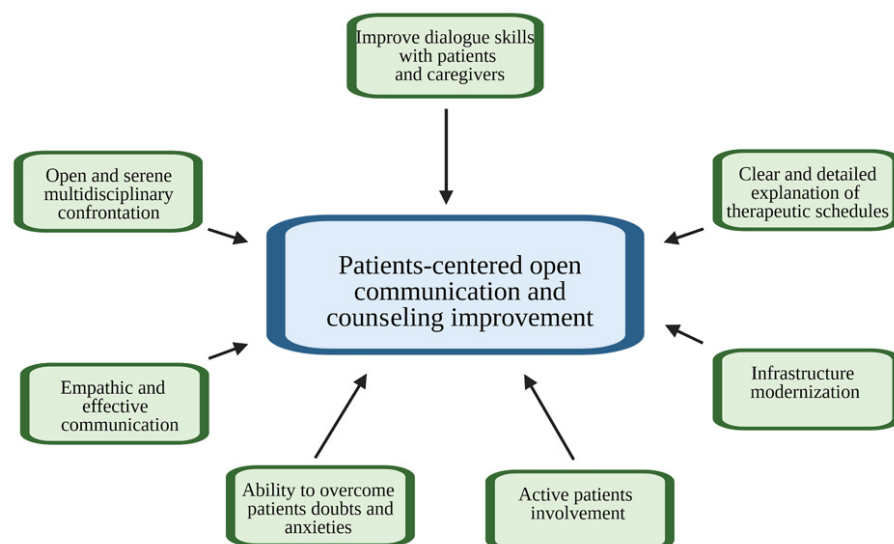 Improve dialogue skills
with patients
and caregivers
Open and serene
multidisciplinary
confrontation
Clear and detailed
explanation of
therapeutic schedules
Patients-centered open
communication and
counseling improvement
Empathic and
effective
communication
Infrastructure
modernization
Ability to overcome
patients doubts and
anxieties
Active patients
involvement